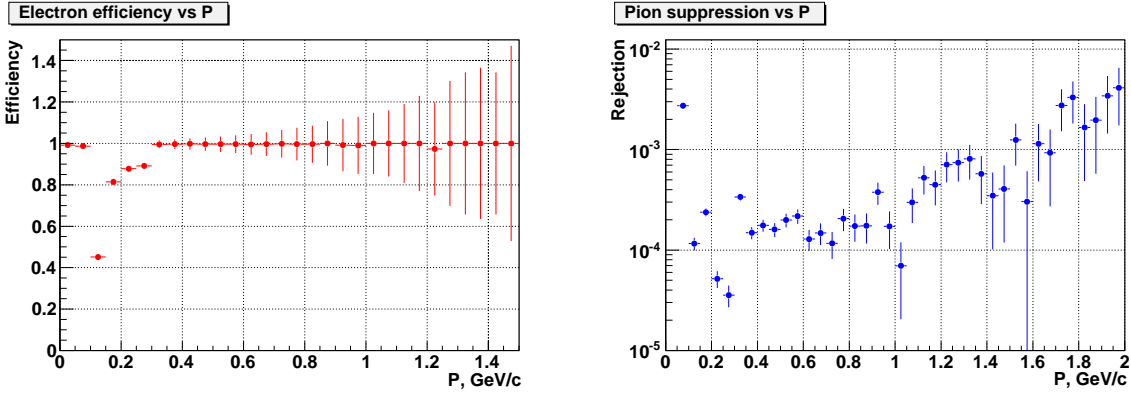 Electron efficiency vs P
Efficiency
1.4
1.2
1
0.8
0.6
0.4
0.2
0
0 0.2 0.4 0.6 0.8 1 1.2 1.4
P, GeV/c
Pion suppression vs P
Rejection
10-2
10-3
10-4
10-5
0 0.2 0.4 0.6 0.8 1 1.2 1.4 1.6 1.8 2
P, GeV/c